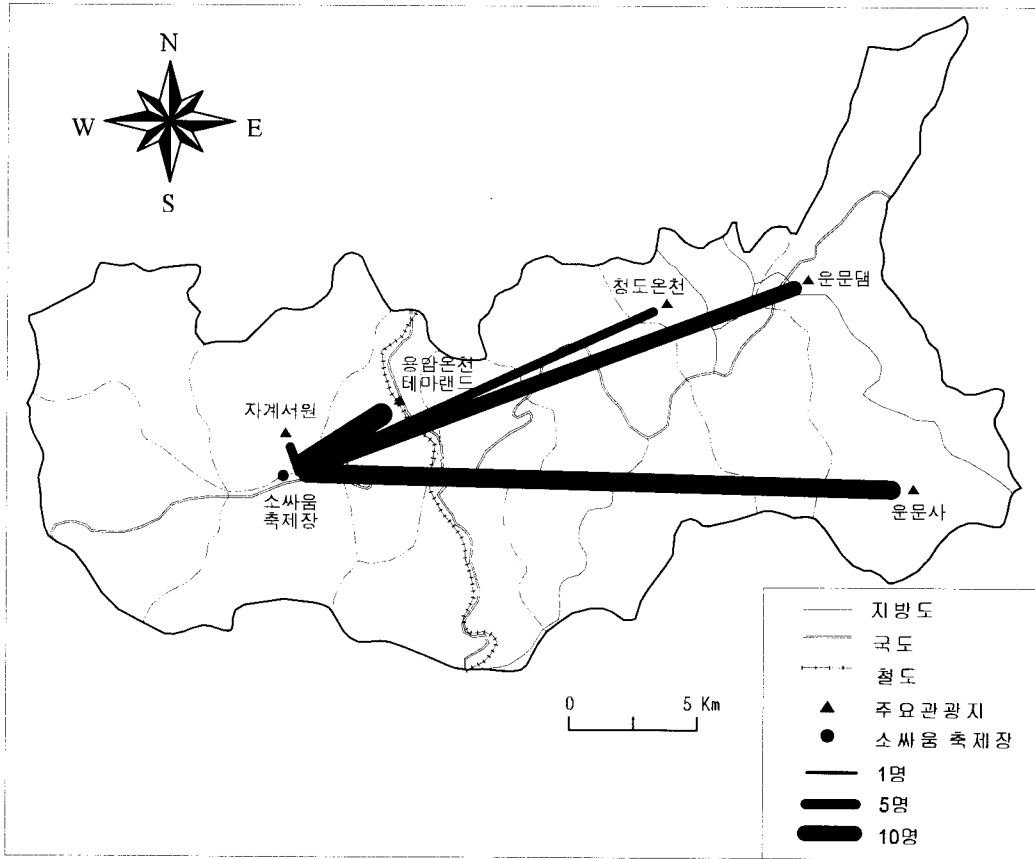 N
W E
S
청도온천
운문댐
용암온천
테마랜드
자계서원
소싸움
축제장
운문사
지방도
국도
철도
0 5 Km
주요관광지
소싸움 축제장
1명
5명
10명